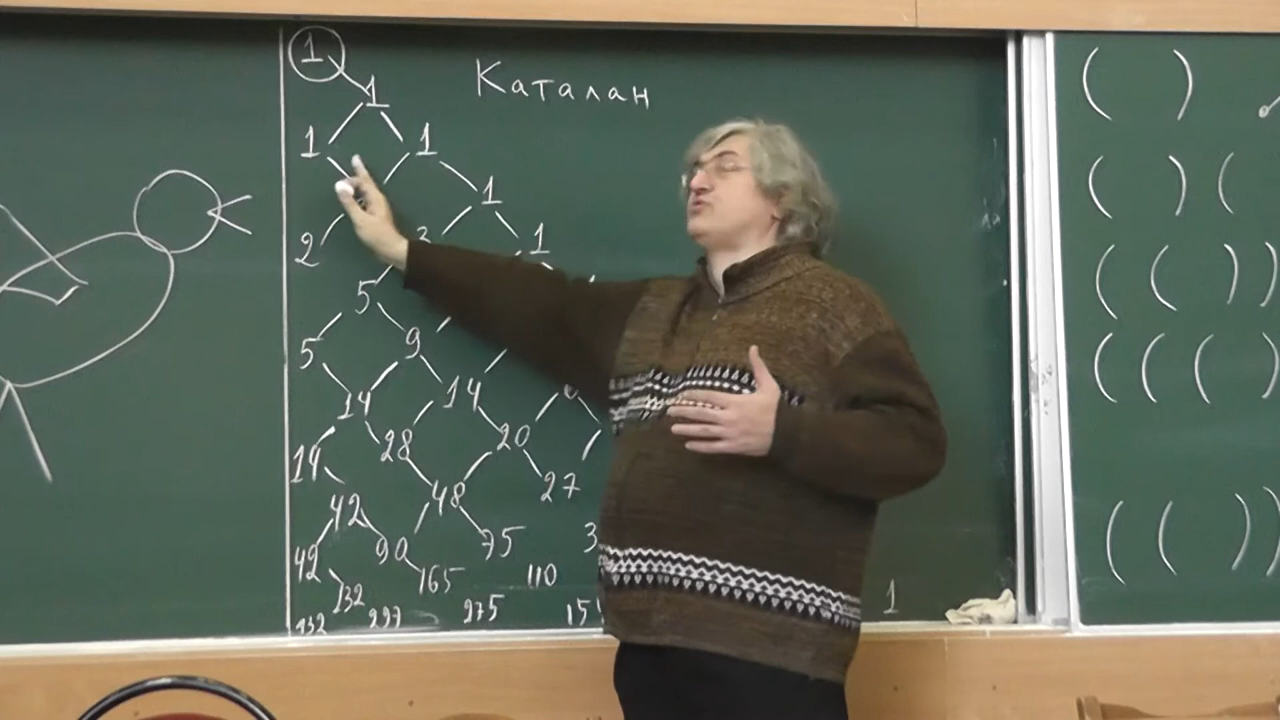 1
Каталан
1
1 1
1
2 3 1
5
5 9
14 14
14 28 20
42 48 27
42 90 75 3
132 165 110 1
132 297 275 15
( )
( ) (
( ( ) )
( ( ( (
( ( ) )